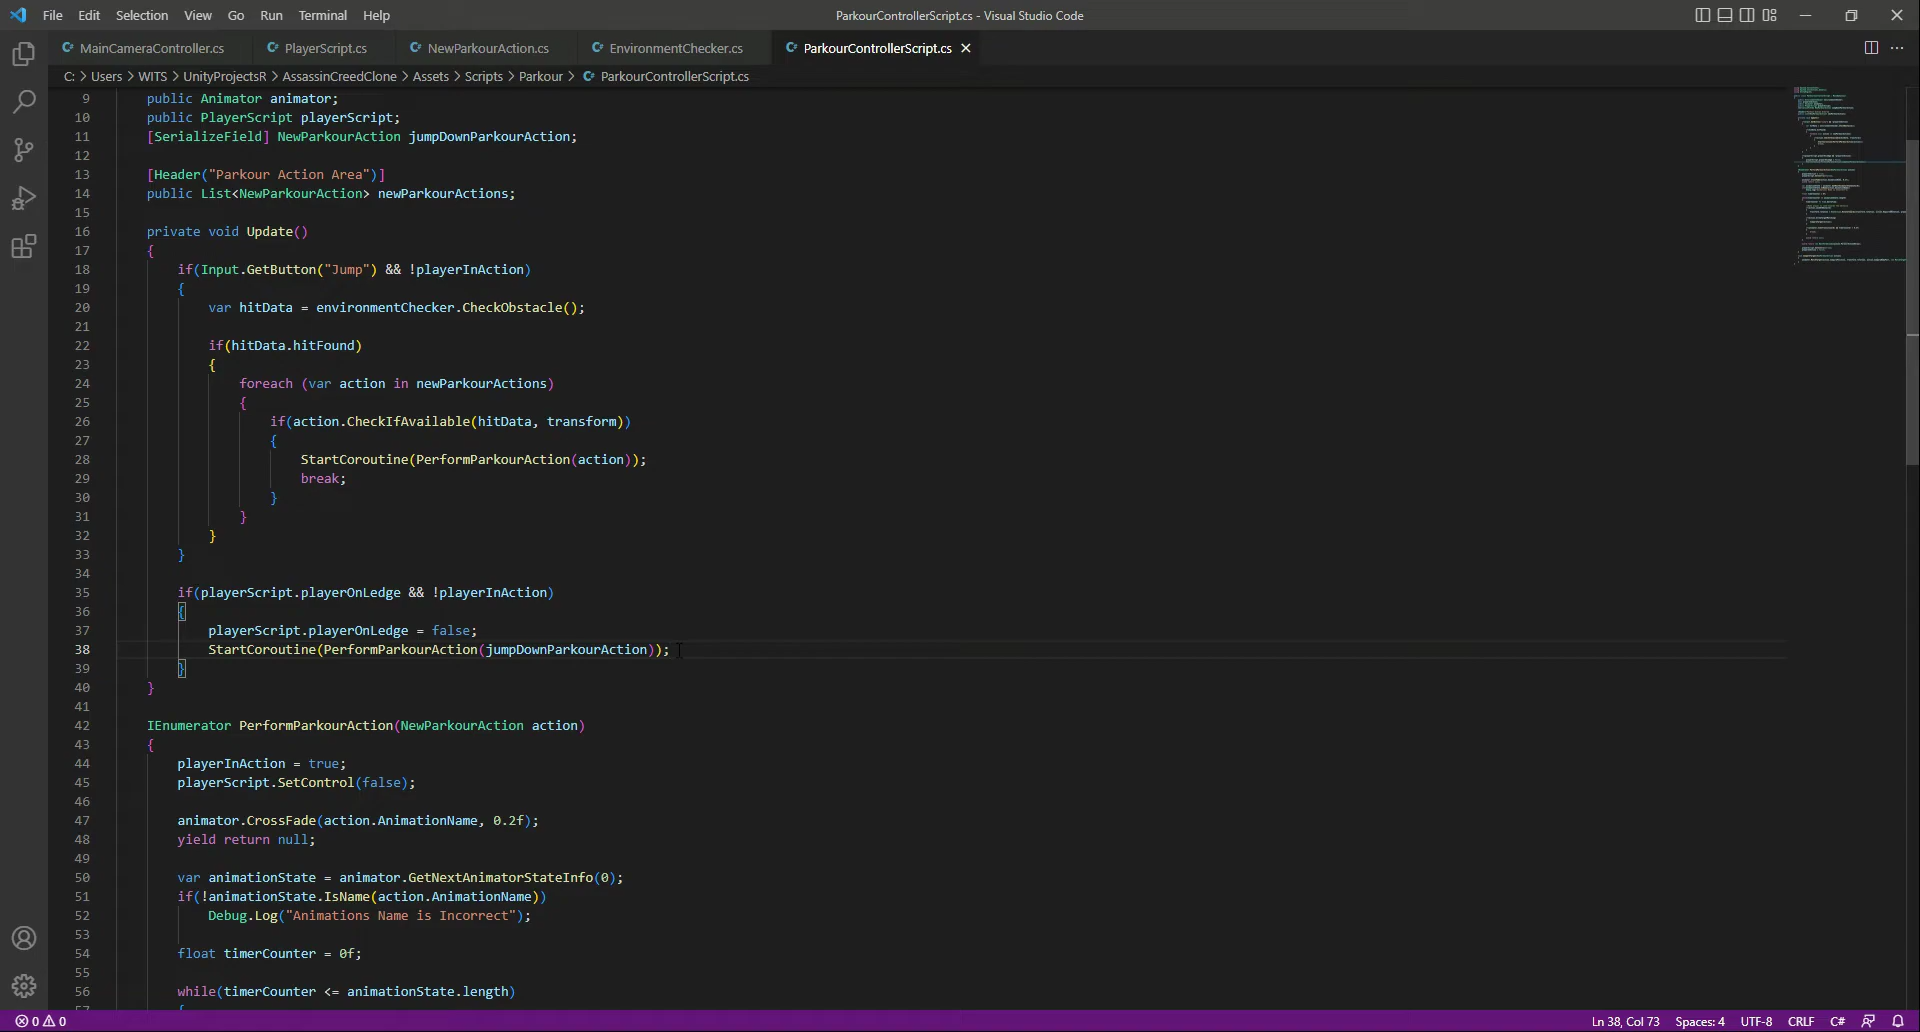 File Edit Selection View Go Run Terminal Help
ParkourControllerScript.cs - Visual Studio Code
MainCameraController.cs PlayerScript.cs NewParkourAction.cs EnvironmentChecker.cs ParkourControllerScript.cs
C: > Users > WITS > UnityProjectsR > AssassinCreedClone > Assets > Scripts > Parkour > ParkourControllerScript.cs
9 public Animator animator;
10 public PlayerScript playerScript;
11 [SerializeField] NewParkourAction jumpDownParkourAction;
12
13 [Header("Parkour Action Area")]
14 public List<NewParkourAction> newParkourActions;
15
16 private void Update()
17 {
18 if(Input.GetButton("Jump") && !playerInAction)
19 {
20 var hitData = environmentChecker.CheckObstacle();
21
22 if(hitData.hitFound)
23 {
24 foreach (var action in newParkourActions)
25 {
26 if(action.CheckIfAvailable(hitData, transform))
27 {
28 StartCoroutine(PerformParkourAction(action));
29 break;
30 }
31 }
32 }
33 }
34
35 if(playerScript.playerOnLedge && !playerInAction)
36 {
37 playerScript.playerOnLedge = false;
38 StartCoroutine(PerformParkourAction(jumpDownParkourAction));
39 }
40 }
41
42 IEnumerator PerformParkourAction(NewParkourAction action)
43 {
44 playerInAction = true;
45 playerScript.SetControl(false);
46
47 animator.CrossFade(action.AnimationName, 0.2f);
48 yield return null;
49
50 var animationState = animator.GetNextAnimatorStateInfo(0);
51 if(!animationState.IsName(action.AnimationName))
52 Debug.Log("Animations Name is Incorrect");
53
54 float timerCounter = 0f;
55
56 while(timerCounter <= animationState.length)
57 {
0 0 Ln 38, Col 73 Spaces: 4 UTF-8 CRLF C#